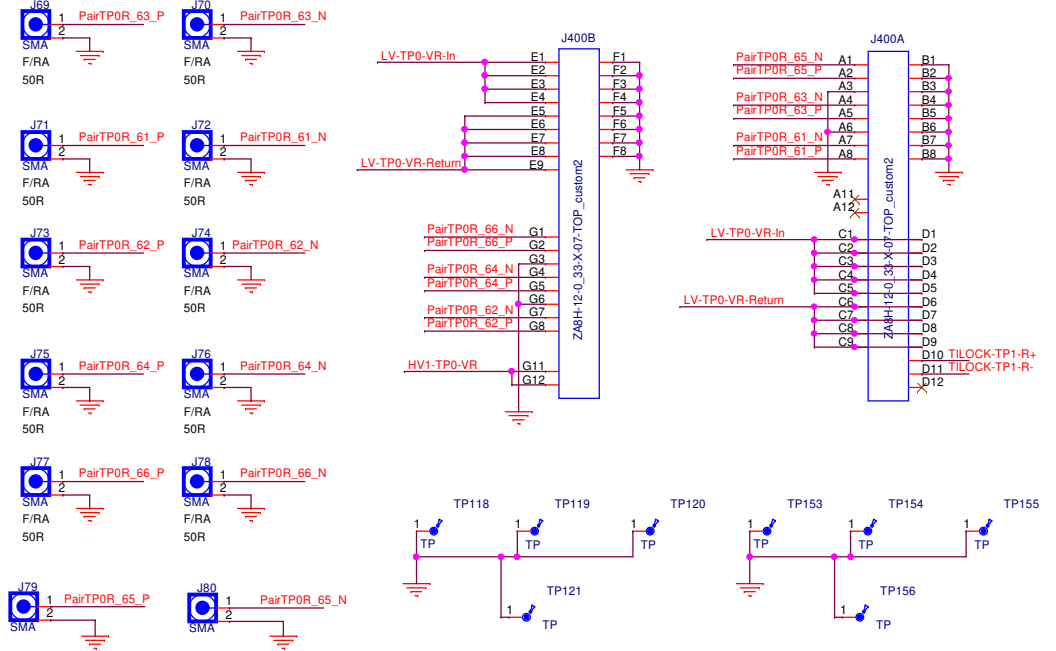 J69
1 PairTP0R_63_P
2
SMA
F/RA
50R
J70
1 PairTP0R_63_N
2
SMA
F/RA
50R
J71
1 PairTP0R_61_P
2
SMA
F/RA
50R
J72
1 PairTP0R_61_N
2
SMA
F/RA
50R
J73
1 PairTP0R_62_P
2
SMA
F/RA
50R
J74
1 PairTP0R_62_N
2
SMA
F/RA
50R
J75
1 PairTP0R_64_P
2
SMA
F/RA
50R
J76
1 PairTP0R_64_N
2
SMA
F/RA
50R
J77
1 PairTP0R_66_P
2
SMA
F/RA
50R
J78
1 PairTP0R_66_N
2
SMA
F/RA
50R
J79
1 PairTP0R_65_P
2
SMA
J80
1 PairTP0R_65_N
2
SMA
J400B
LV-TP0-VR-In E1 F1
E2 F2
E3 F3
E4 F4
E5 F5
E6 F6
E7 F7
E8 F8
LV-TP0-VR-Return E9
PairTP0R_66_N G1
PairTP0R_66_P G2
G3
PairTP0R_64_N G4
PairTP0R_64_P G5
G6
PairTP0R_62_N G7
PairTP0R_62_P G8
HV1-TP0-VR G11
G12
ZA8H-12-0_33-X-07-TOP_custom2
J400A
PairTP0R_65_N A1 B1
PairTP0R_65_P A2 B2
A3 B3
PairTP0R_63_N A4 B4
PairTP0R_63_P A5 B5
A6 B6
PairTP0R_61_N A7 B7
PairTP0R_61_P A8 B8
A11
A12
LV-TP0-VR-In C1 D1
C2 D2
C3 D3
C4 D4
C5 D5
LV-TP0-VR-Return C6 D6
C7 D7
C8 D8
C9 D9
D10 TILOCK-TP1-R+
D11 TILOCK-TP1-R-
D12
ZA8H-12-0_33-X-07-TOP_custom2
TP118
1
TP
TP119
1
TP
TP120
1
TP
TP121
1
TP
TP153
1
TP
TP154
1
TP
TP155
1
TP
TP156
1
TP